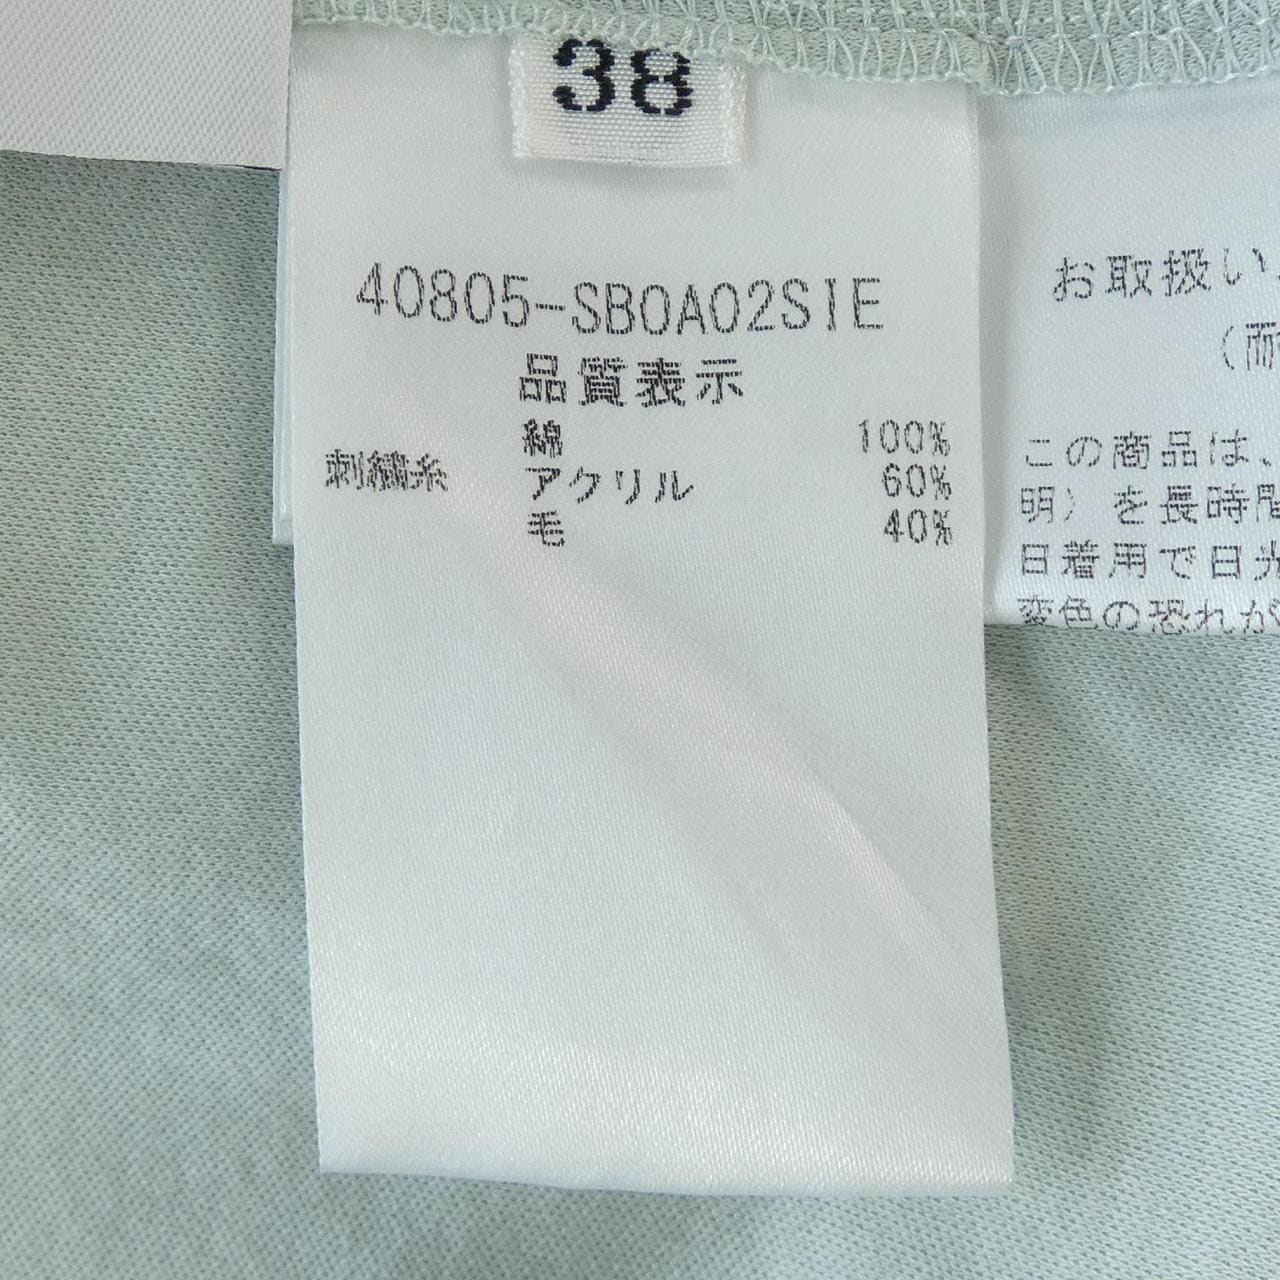 38
40805-SB0A02SIE
品質表示
綿 100%
刺繍糸 アクリル 60%
毛 40%
お取扱い
(耐
この商品は、
明)を長時間
日着用で日光
変色の恐れが